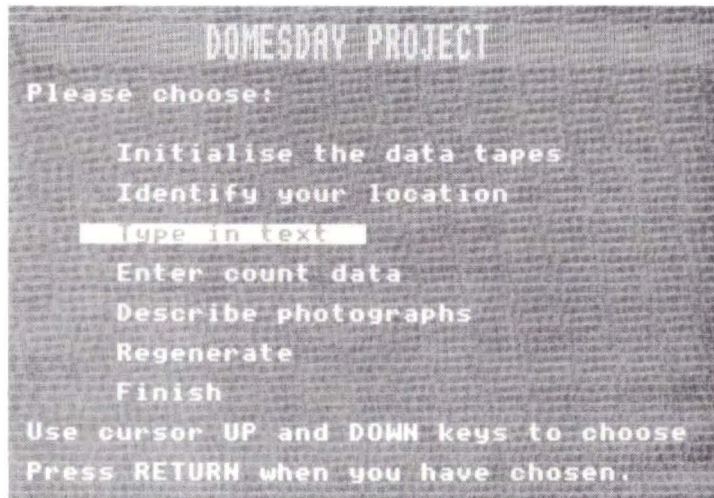 DOMESDAY PROJECT
Please choose:
Initialise the data tapes
Identify your location
Type in text
Enter count data
Describe photographs
Regenerate
Finish
Use cursor UP and DOWN keys to choose
Press RETURN when you have chosen.